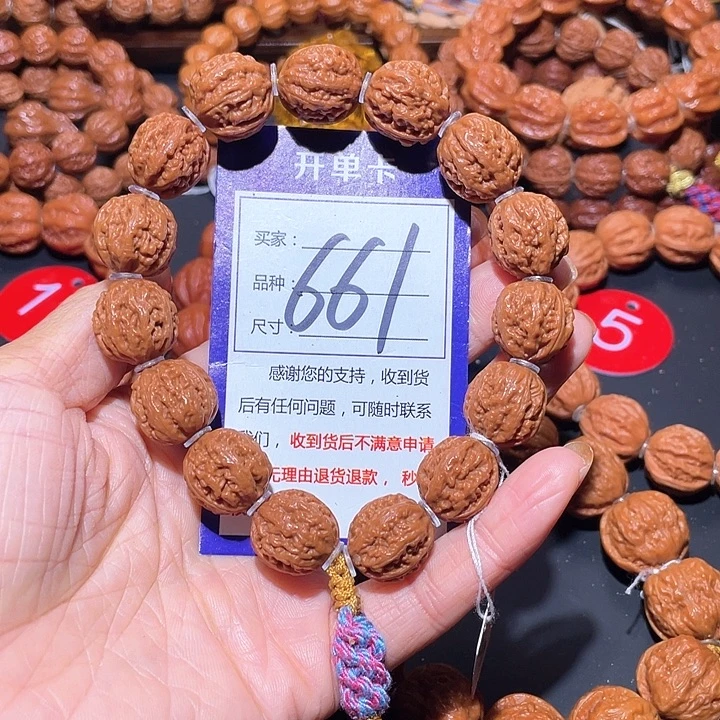 开单卡
买家：
品种：
尺寸：
661
感谢您的支持，收到货
后有任何问题，可随时联系
我们，收到货后不满意申请
无理由退货退款，秒
1
5